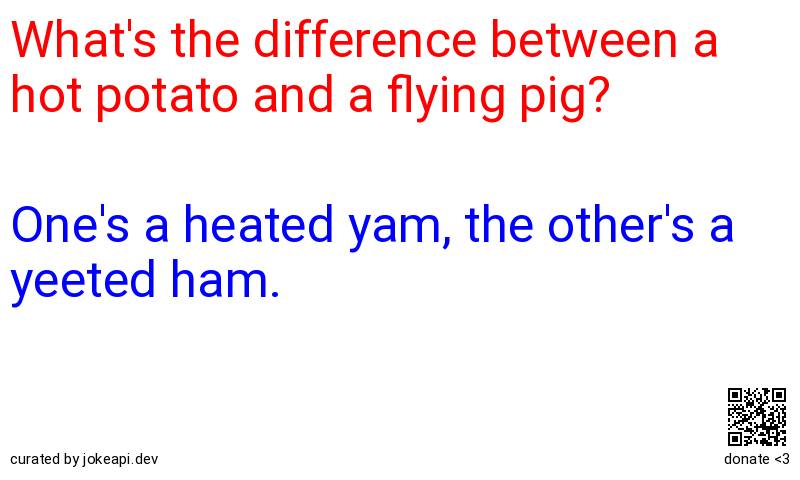 What's the difference between a
hot potato and a flying pig?
One's a heated yam, the other's a
yeeted ham.
curated by jokeapi.dev
donate <3